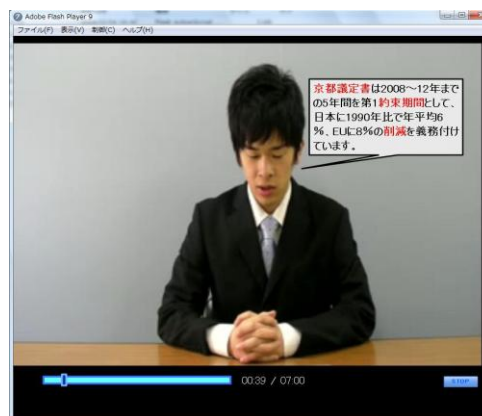 Adobe Flash Player 9
ファイル(F) 表示(V) 制御(C) ヘルプ(H)
京都議定書は2008~12年まで
の5年間を第1約束期間として、
日本に1990年比で年平均6
%、EUに8%の削減を義務付け
ています。
00:39 / 07:00
STOP